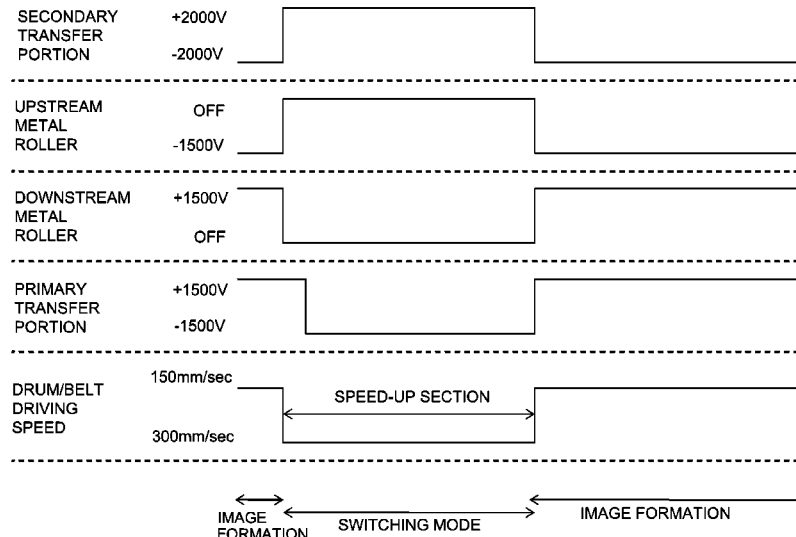 SECONDARY
TRANSFER
PORTION
+2000V
-2000V
UPSTREAM
METAL
ROLLER
OFF
-1500V
DOWNSTREAM
METAL
ROLLER
+1500V
OFF
PRIMARY
TRANSFER
PORTION
+1500V
-1500V
DRUM/BELT
DRIVING
SPEED
150mm/sec
300mm/sec
SPEED-UP SECTION
IMAGE
FORMATION
SWITCHING MODE
IMAGE FORMATION